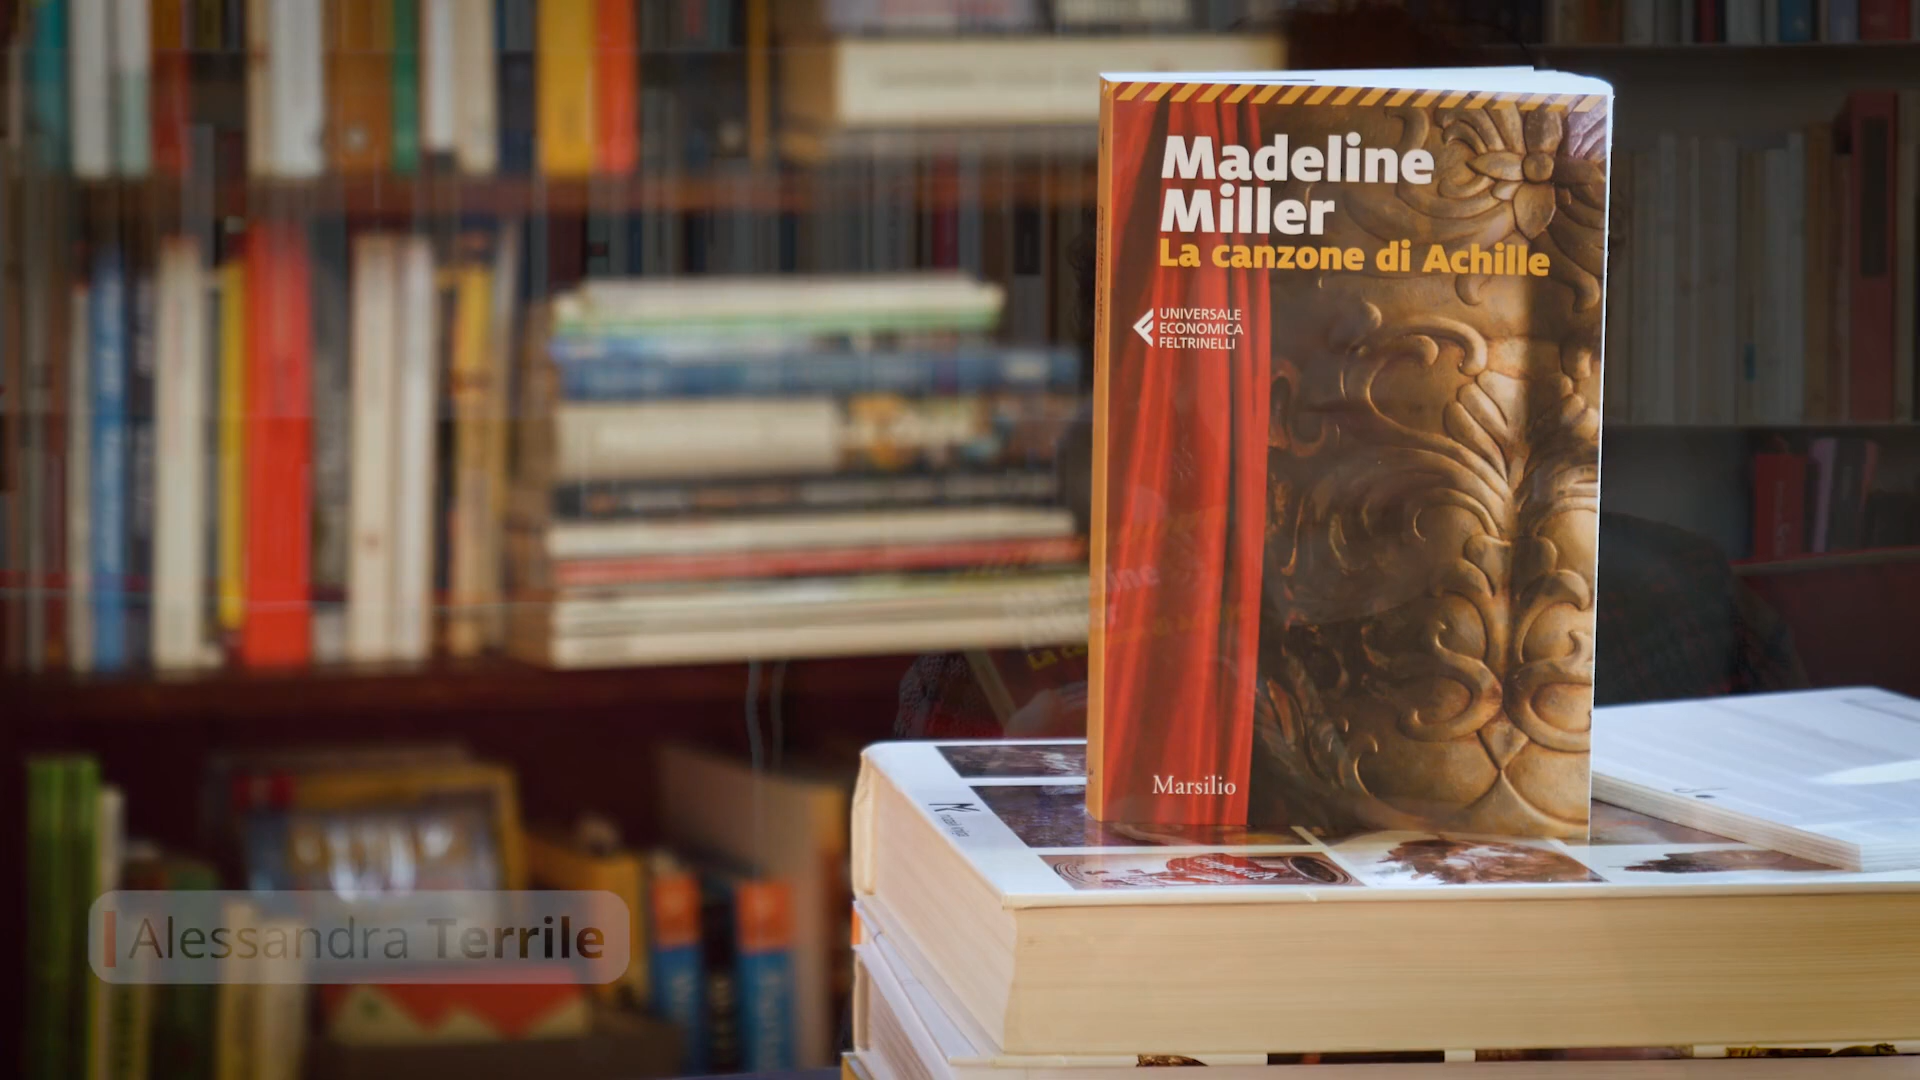 Madeline
Miller
La canzone di Achille
UNIVERSALE
ECONOMICA
FELTRINELLI
Marsilio
Alessandra Terrile